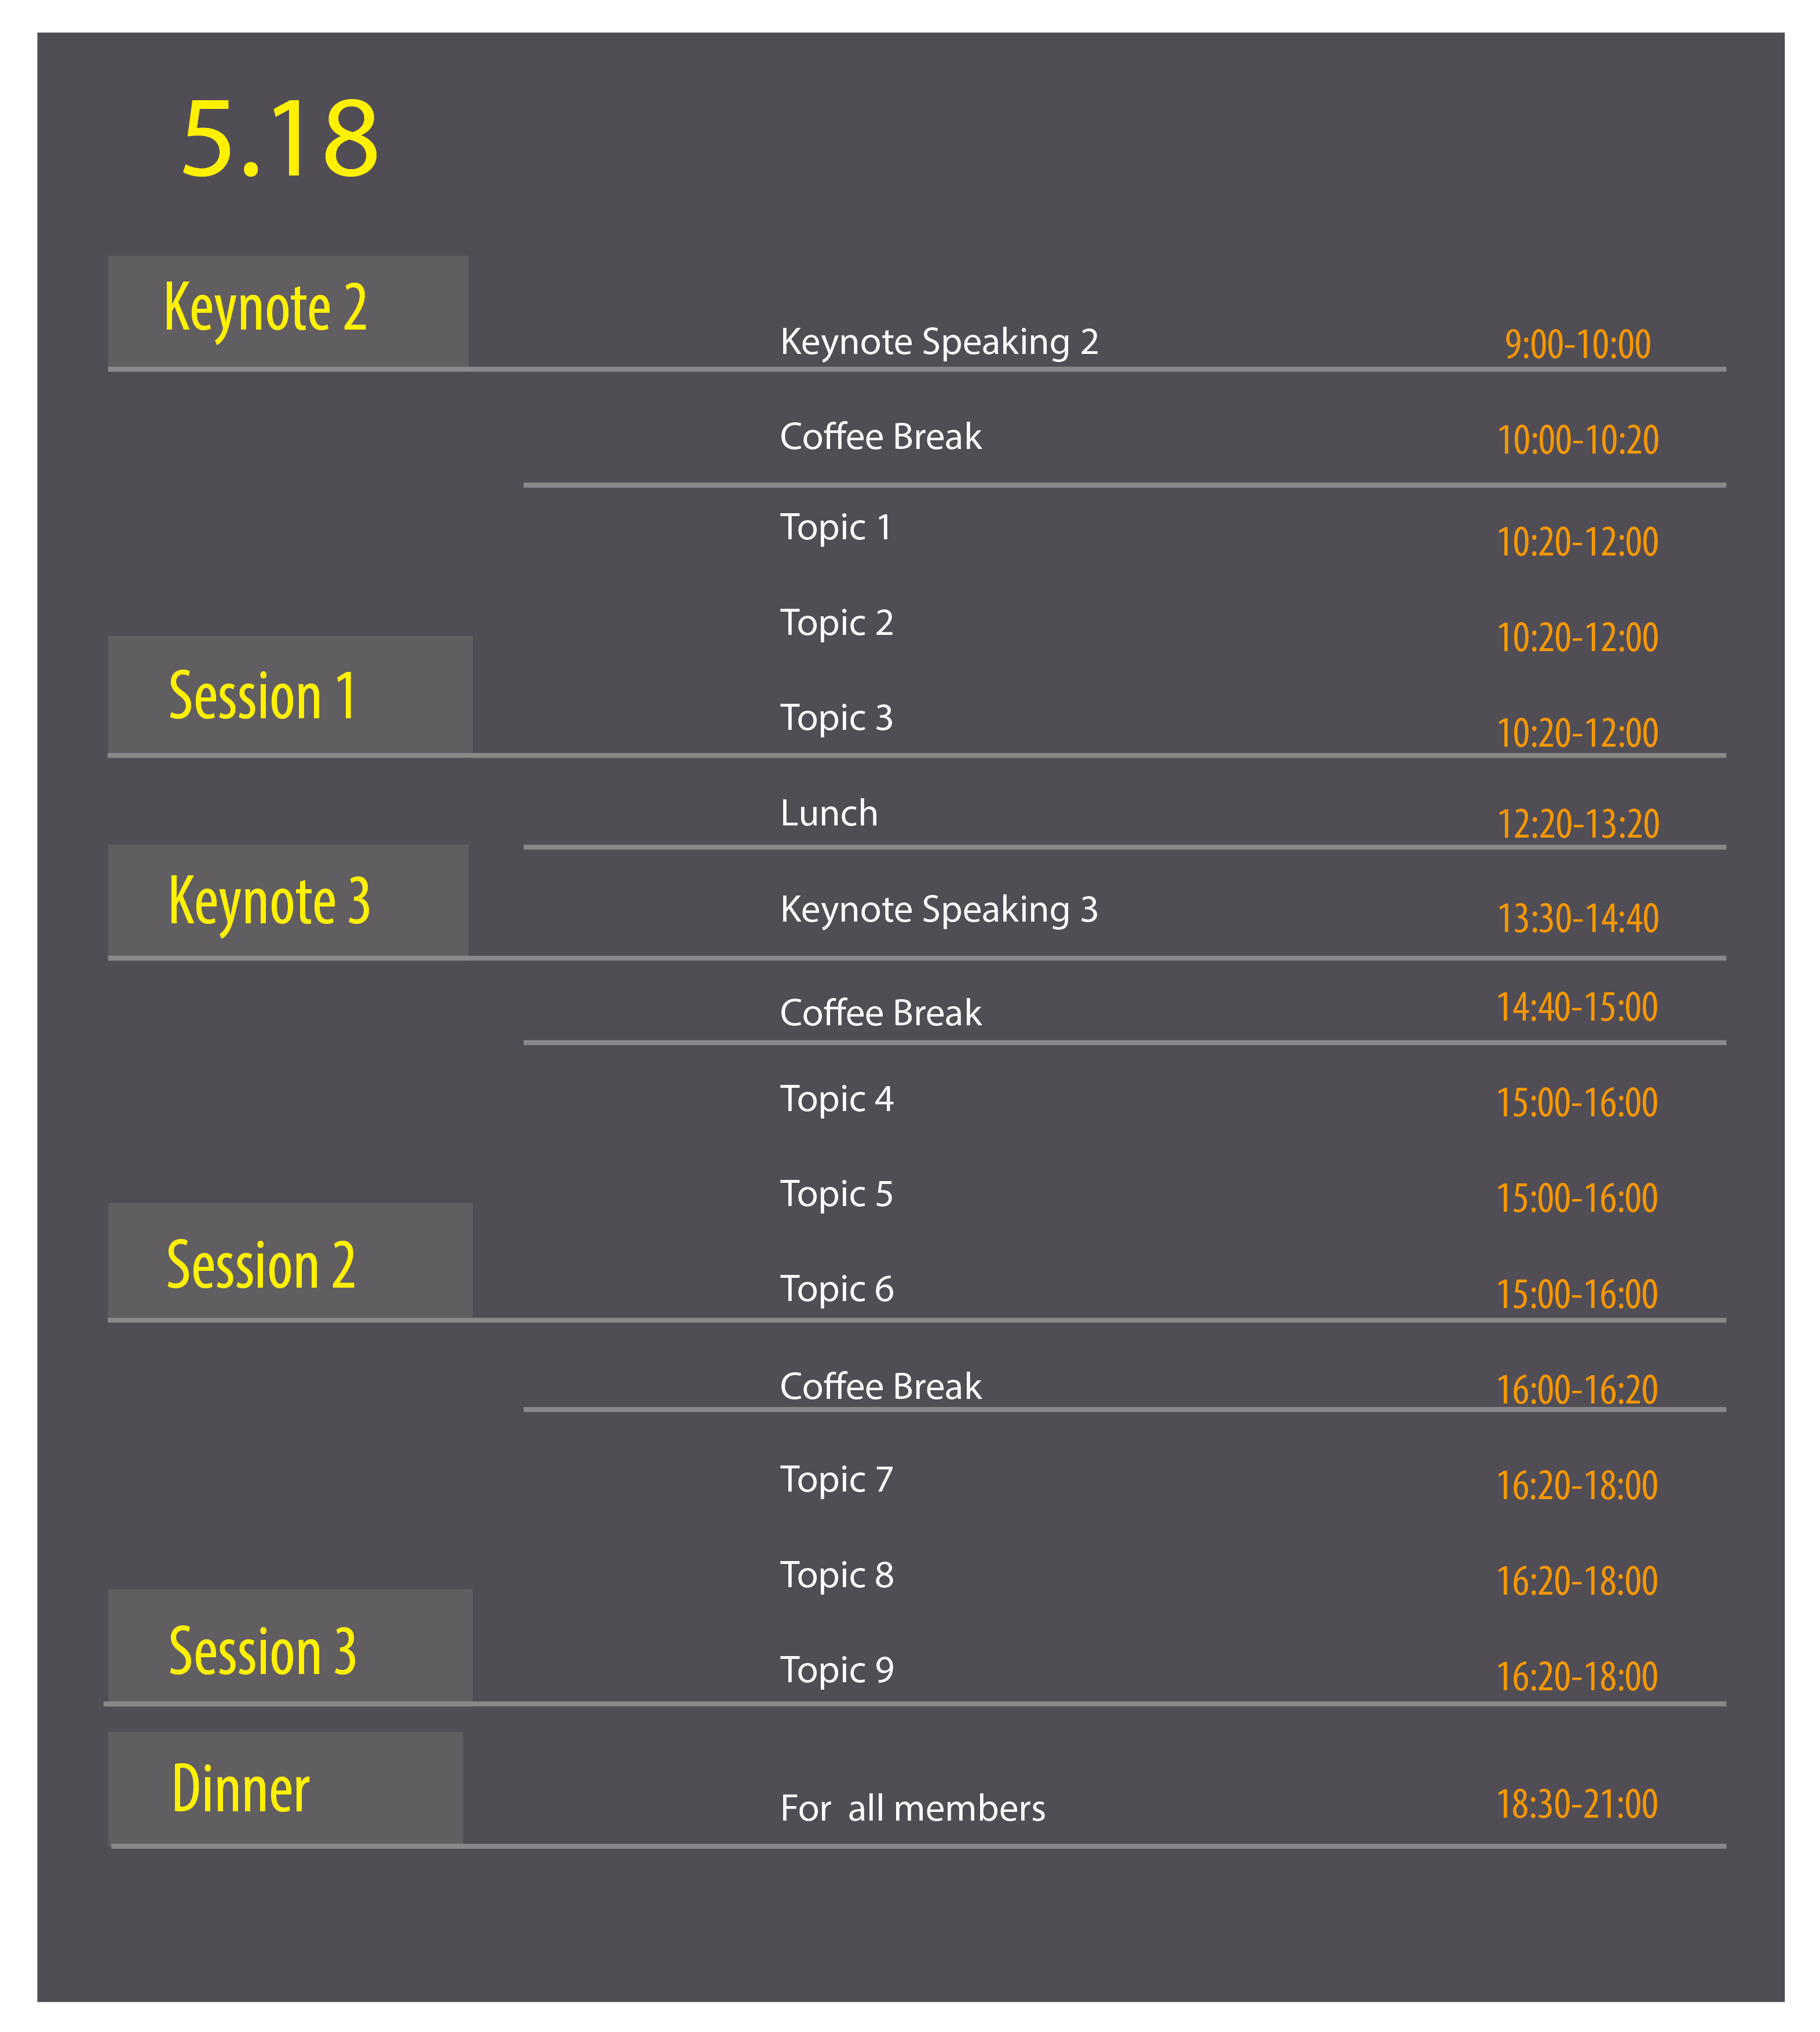 5.18
Keynote 2
Keynote Speaking 2 9:00-10:00
Coffee Break 10:00-10:20
Topic 1 10:20-12:00
Topic 2 10:20-12:00
Session 1
Topic 3 10:20-12:00
Lunch 12:20-13:20
Keynote 3
Keynote Speaking 3 13:30-14:40
Coffee Break 14:40-15:00
Topic 4 15:00-16:00
Topic 5 15:00-16:00
Session 2
Topic 6 15:00-16:00
Coffee Break 16:00-16:20
Topic 7 16:20-18:00
Topic 8 16:20-18:00
Session 3
Topic 9 16:20-18:00
Dinner
For all members 18:30-21:00